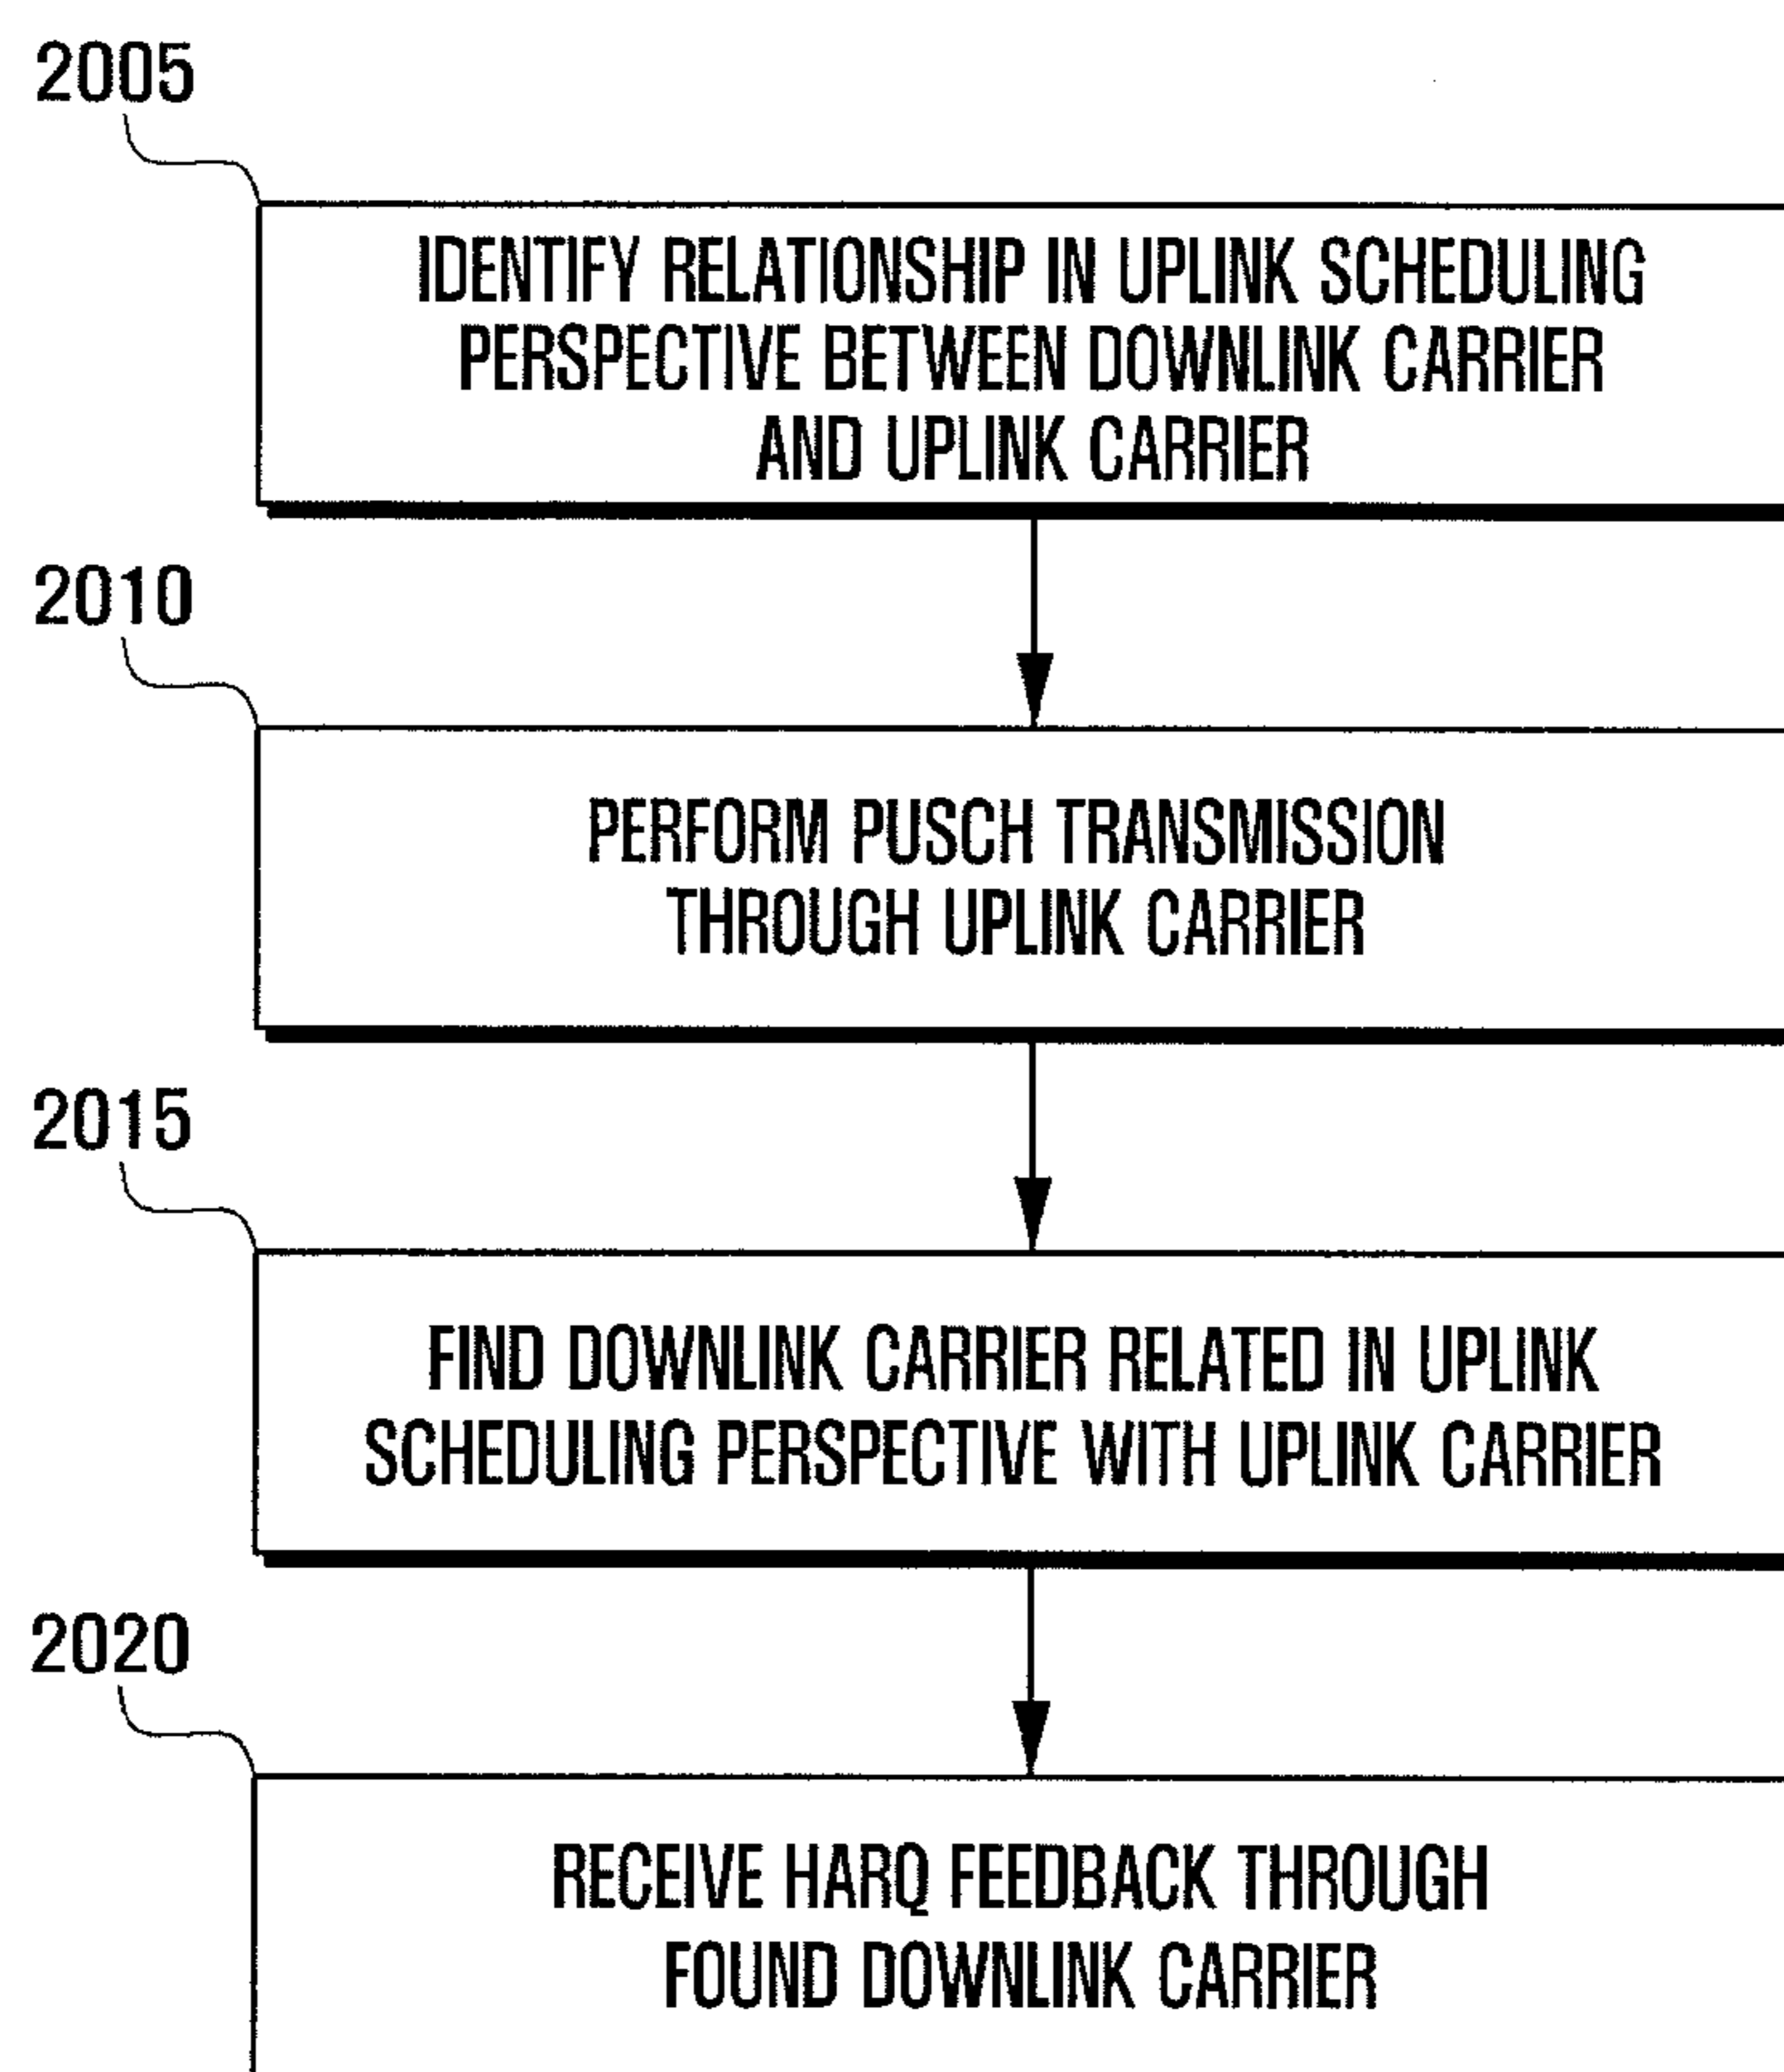 2005
IDENTIFY RELATIONSHIP IN UPLINK SCHEDULING
PERSPECTIVE BETWEEN DOWNLINK CARRIER
AND UPLINK CARRIER
2010
PERFORM PUSCH TRANSMISSION
THROUGH UPLINK CARRIER
2015
FIND DOWNLINK CARRIER RELATED IN UPLINK
SCHEDULING PERSPECTIVE WITH UPLINK CARRIER
2020
RECEIVE HARQ FEEDBACK THROUGH
FOUND DOWNLINK CARRIER